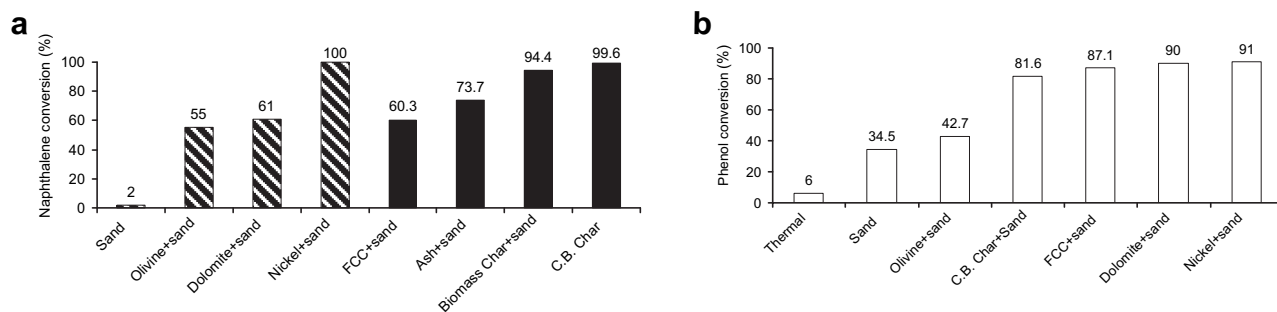 a
Naphthalene conversion (%)
100
80
60
40
20
0
2
55
61
100
60.3
73.7
94.4
99.6
Sand
Olivine+sand
Dolomite+sand
Nickel+sand
FCC+sand
Ash+sand
Biomass Char+sand
C.B. Char
b
Phenol conversion (%)
100
80
60
40
20
0
6
34.5
42.7
81.6
87.1
90
91
Thermal
Sand
Olivine+sand
C.B. Char+Sand
FCC+sand
Dolomite+sand
Nickel+sand